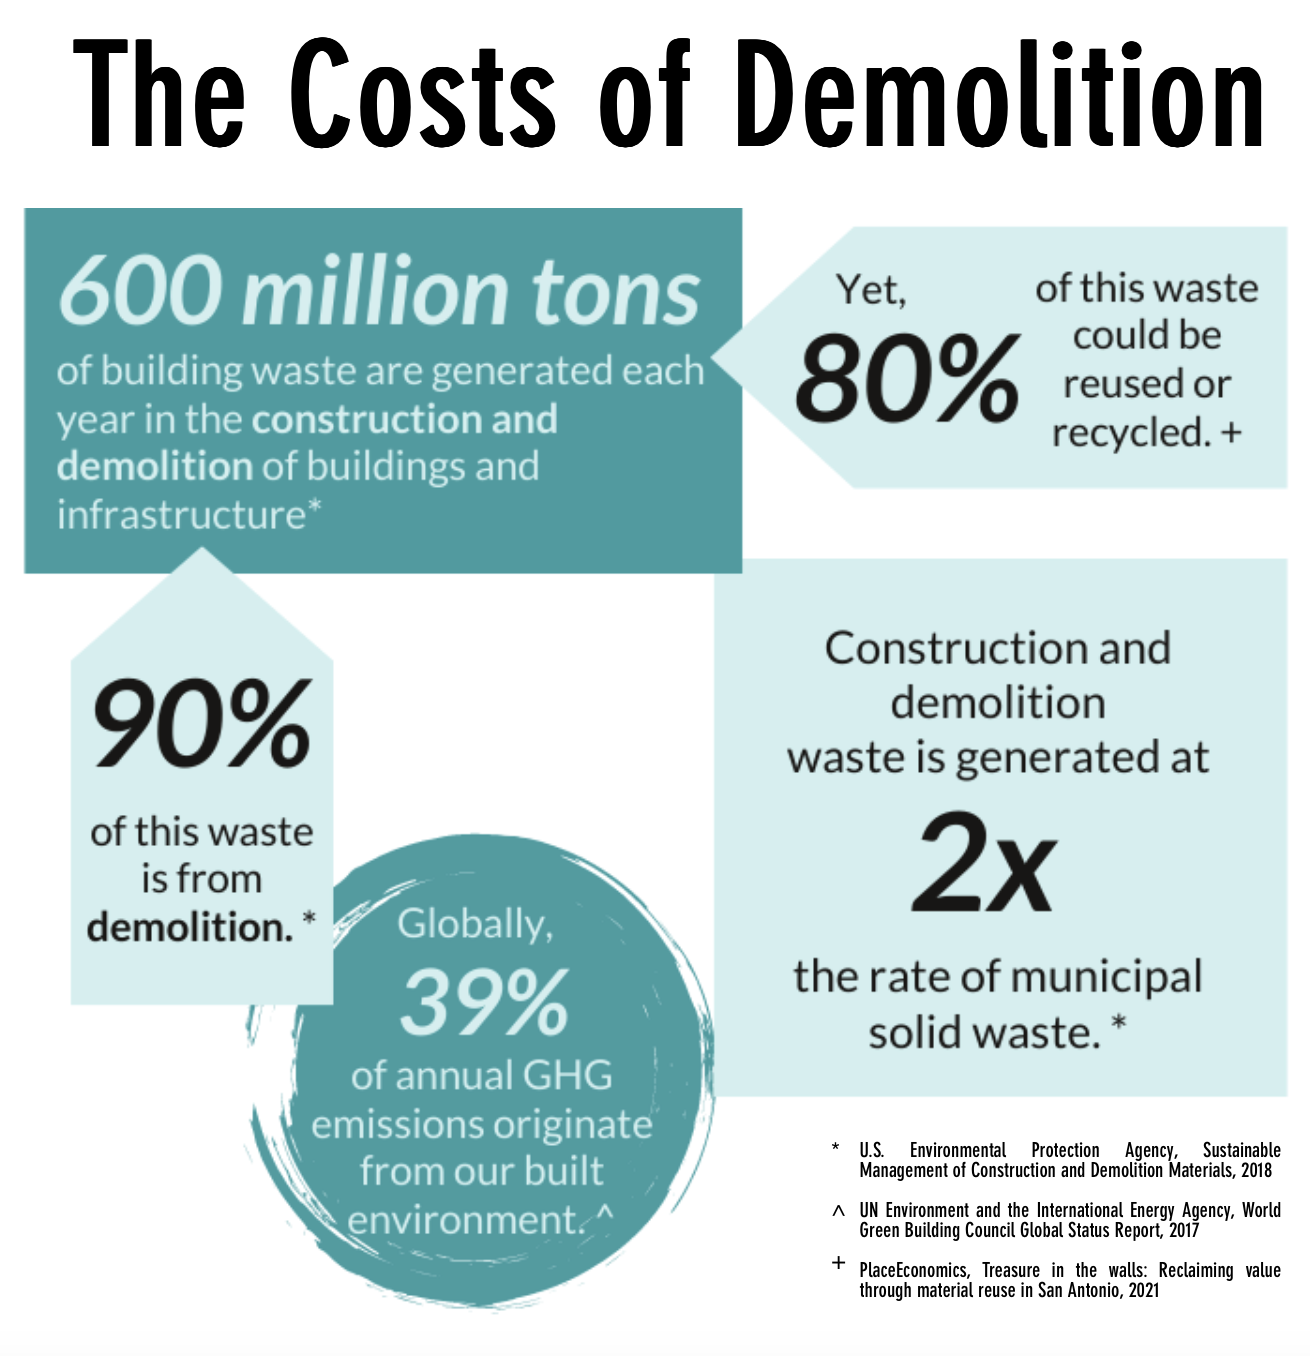 The Costs of Demolition
600 million tons
of building waste are generated each
year in the construction and
demolition of buildings and
infrastructure*
Yet,
80%
of this waste
could be
reused or
recycled. +
90%
of this waste
is from
demolition. *
Globally,
39%
of annual GHG
emissions originate
from our built
environment. ^
Construction and
demolition
waste is generated at
2x
the rate of municipal
solid waste. *
* U.S. Environmental Protection Agency, Sustainable
Management of Construction and Demolition Materials, 2018
^ UN Environment and the International Energy Agency, World
Green Building Council Global Status Report, 2017
+ PlaceEconomics, Treasure in the walls: Reclaiming value
through material reuse in San Antonio, 2021